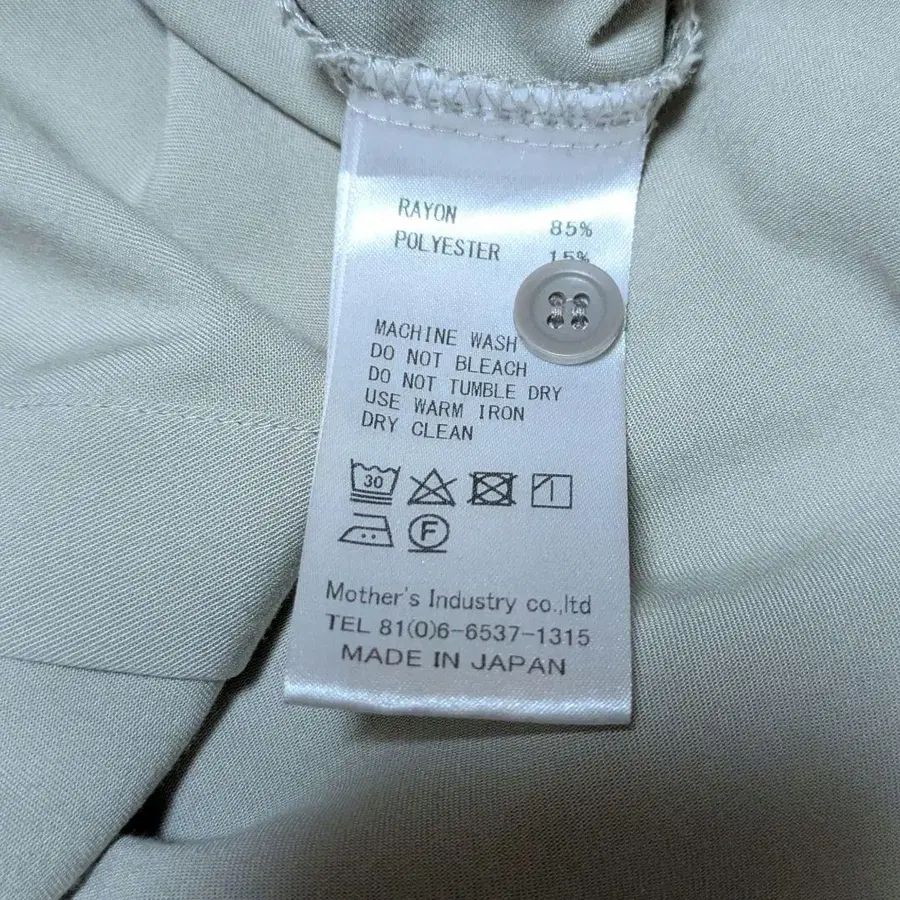 RAYON 85%
POLYESTER 15%
MACHINE WASH
DO NOT BLEACH
DO NOT TUMBLE DRY
USE WARM IRON
DRY CLEAN
30
F
Mother's Industry co.,ltd
TEL 81(0)6-6537-1315
MADE IN JAPAN